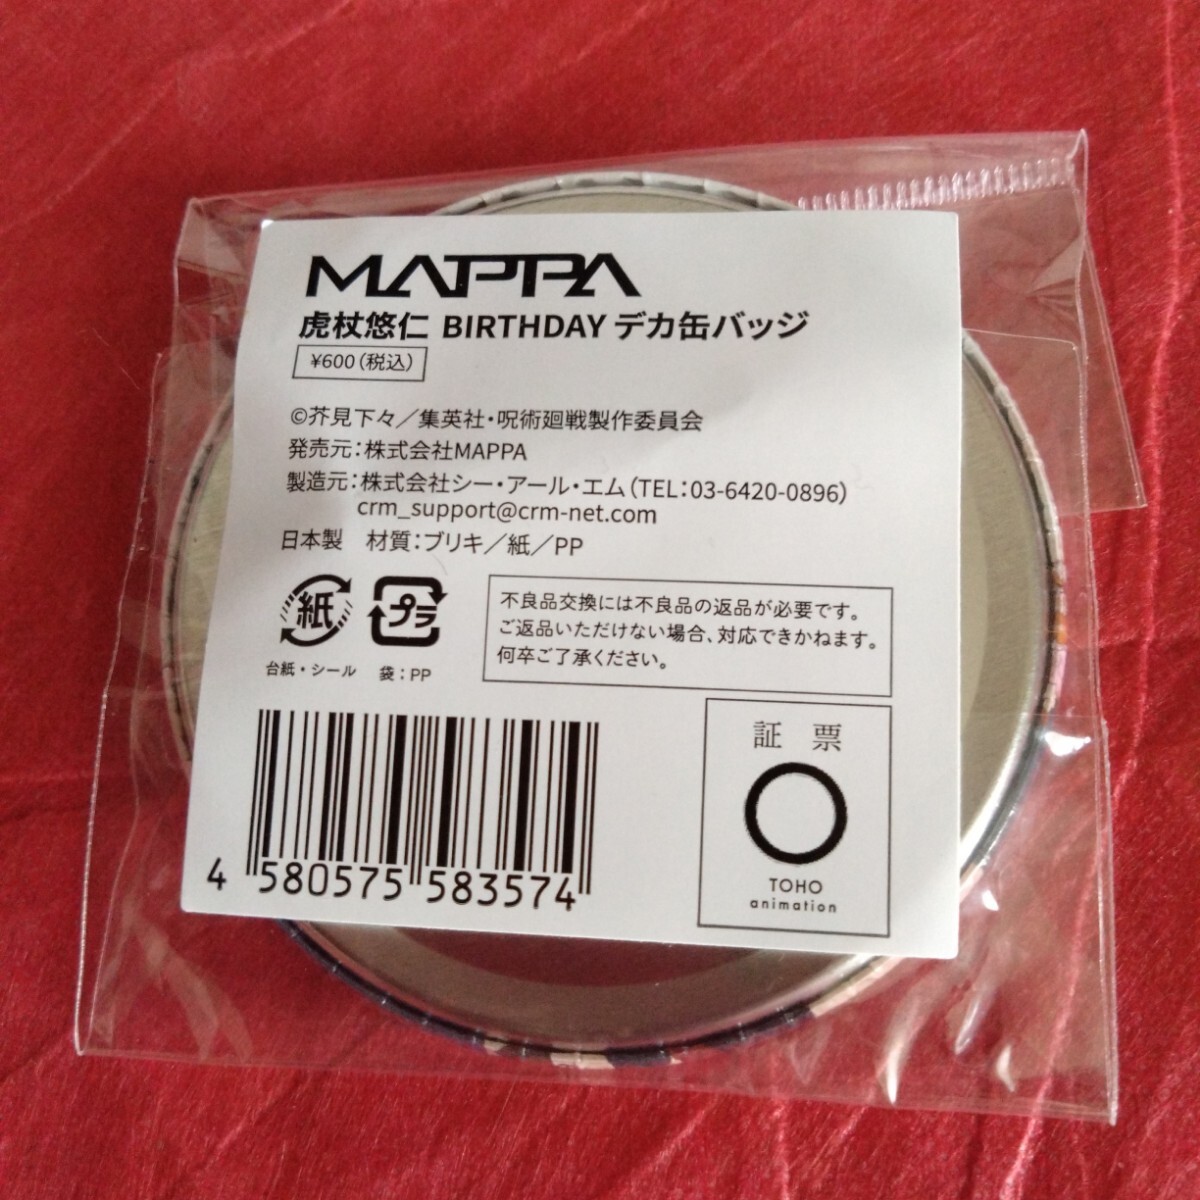 MAPPA
虎杖悠仁 BIRTHDAY デカ缶バッジ
¥600（税込）
©芥見下々／集英社・呪術廻戦製作委員会
発売元：株式会社MAPPA
製造元：株式会社シー・アール・エム（TEL：03-6420-0896）
crm_support@crm-net.com
日本製　材質：ブリキ／紙／PP
紙
プラ
台紙・シール
袋：PP
不良品交換には不良品の返品が必要です。
ご返品いただけない場合、対応できかねます。
何卒ご了承ください。
4 580575 583574
証 票
TOHO
animation